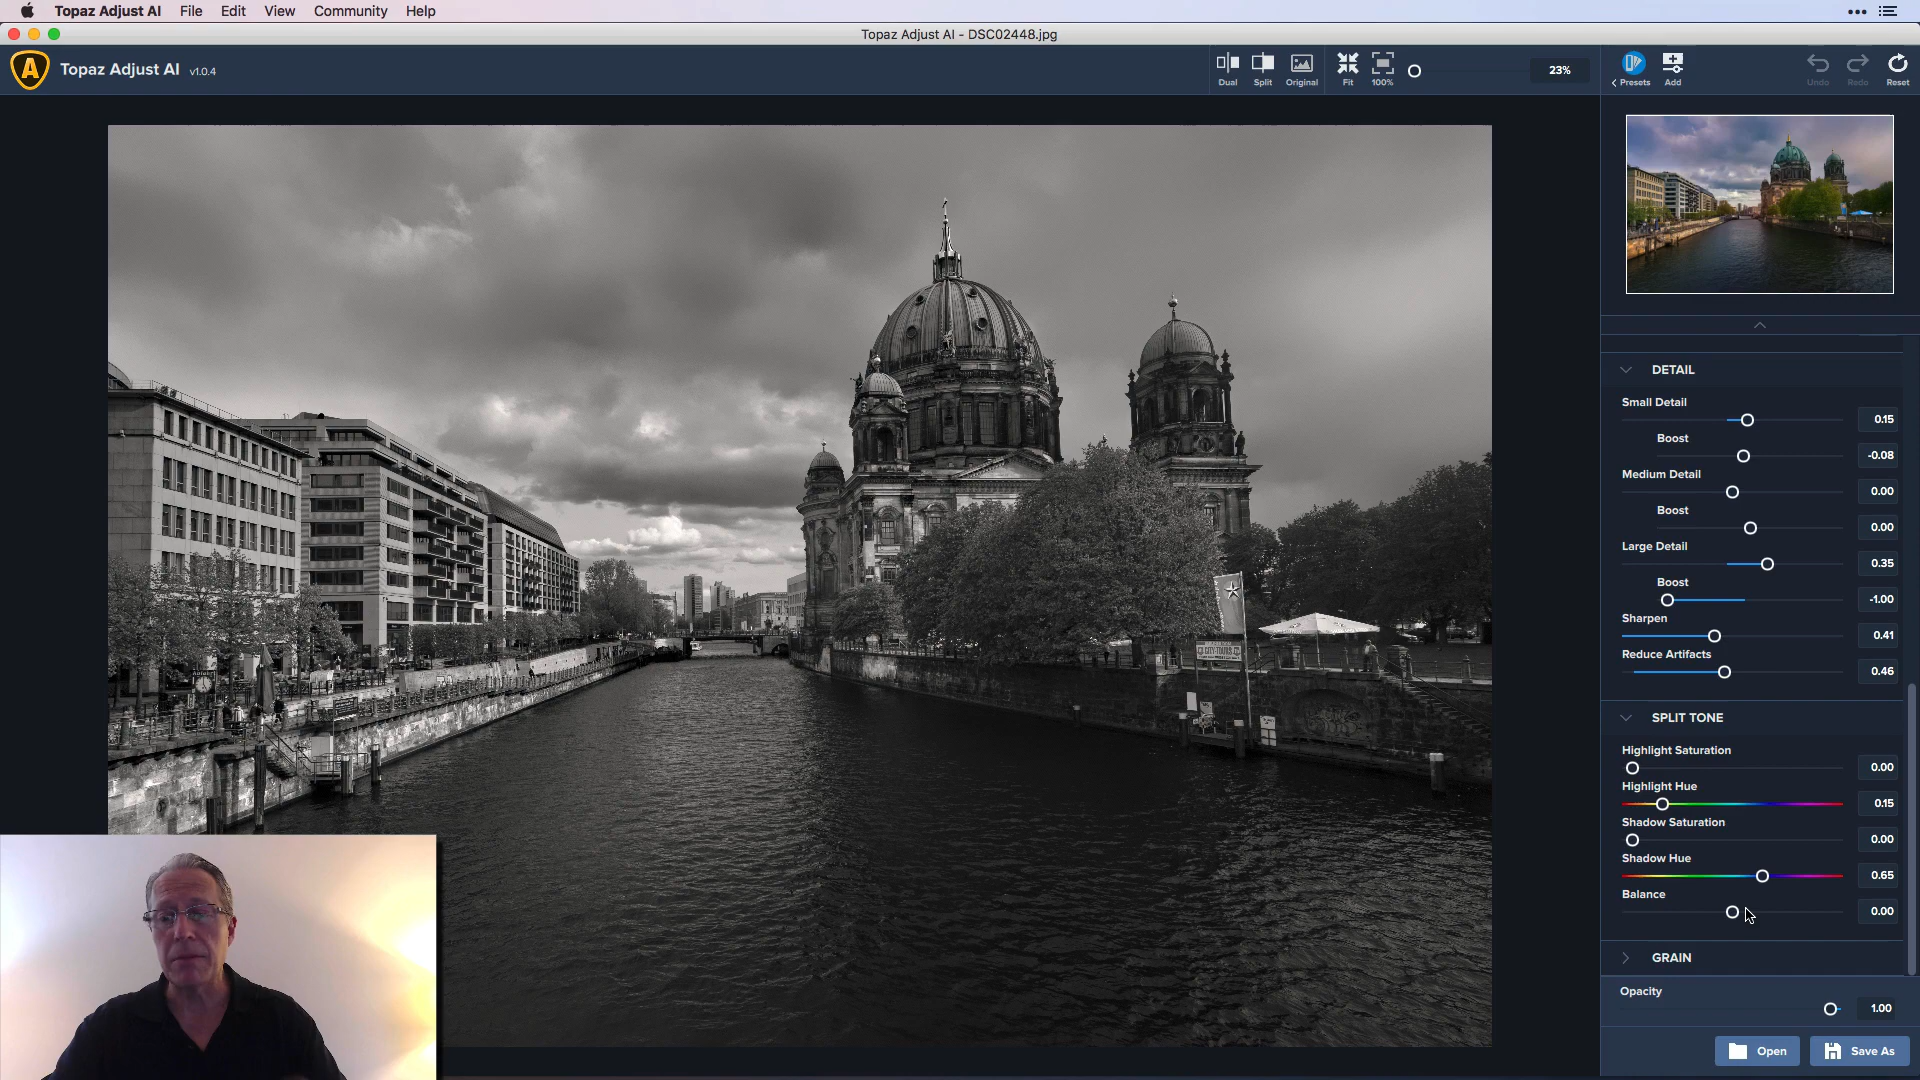 Topaz Adjust AI File Edit View Community Help
Topaz Adjust AI - DSC02448.jpg
A Topaz Adjust AI v1.0.4
Dual Split Original Fit 100% 23% Presets Add Undo Redo Reset
DETAIL
Small Detail
0.15
Boost
-0.08
Medium Detail
0.00
Boost
0.00
Large Detail
0.35
Boost
-1.00
Sharpen
0.41
Reduce Artifacts
0.46
SPLIT TONE
Highlight Saturation
0.00
Highlight Hue
0.15
Shadow Saturation
0.00
Shadow Hue
0.65
Balance
0.00
GRAIN
Opacity
1.00
Open Save As
CITY-TOURS